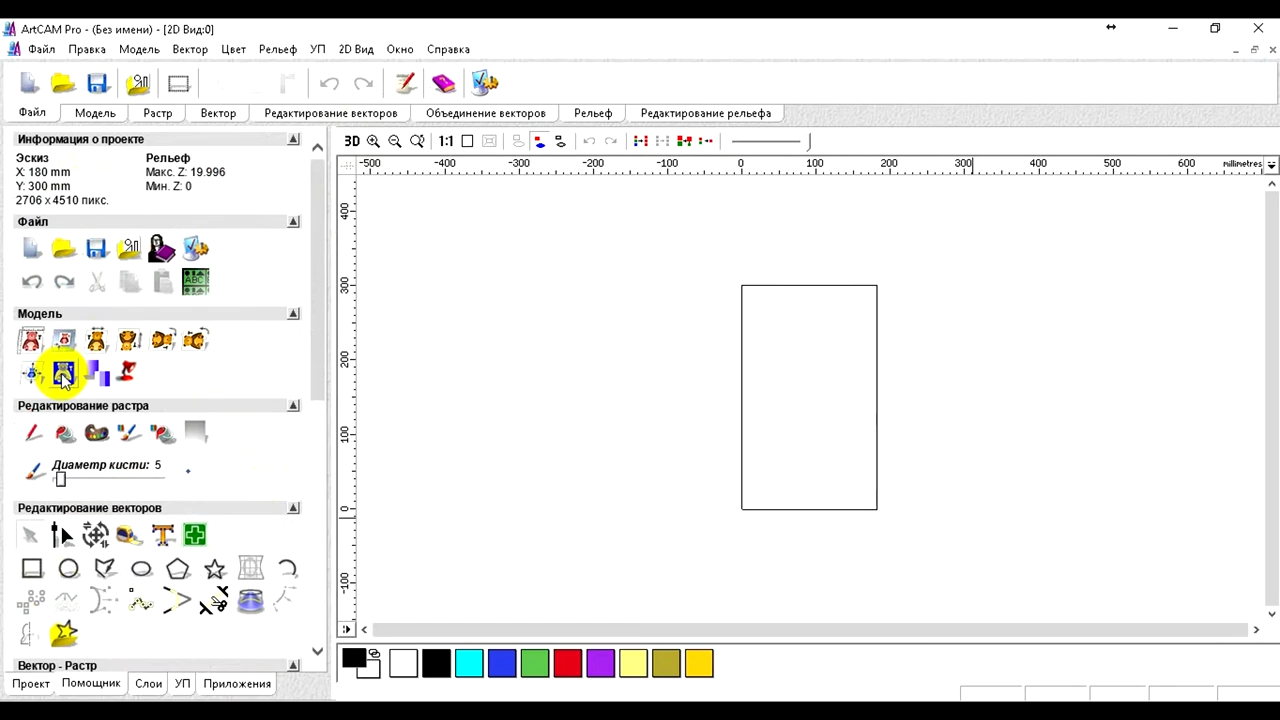 ArtCAM Pro - (Без имени) - [2D Вид:0]
Файл Правка Модель Вектор Цвет Рельеф УП 2D Вид Окно Справка
Файл Модель Растр Вектор Редактирование векторов Объединение векторов Рельеф Редактирование рельефа
Информация о проекте
Эскиз Рельеф
X: 180 mm Макс. Z: 19.996
Y: 300 mm Мин. Z: 0
2706 x 4510 пикс.
Файл
ABC
Модель
Редактирование растра
Диаметр кисти: 5
Редактирование векторов
Вектор - Растр
Проект Помощник Слои УП Приложения
3D 1:1
-500 -400 -300 -200 -100 0 100 200 300 400 500 600 millimetres
400
300
200
100
0
-100